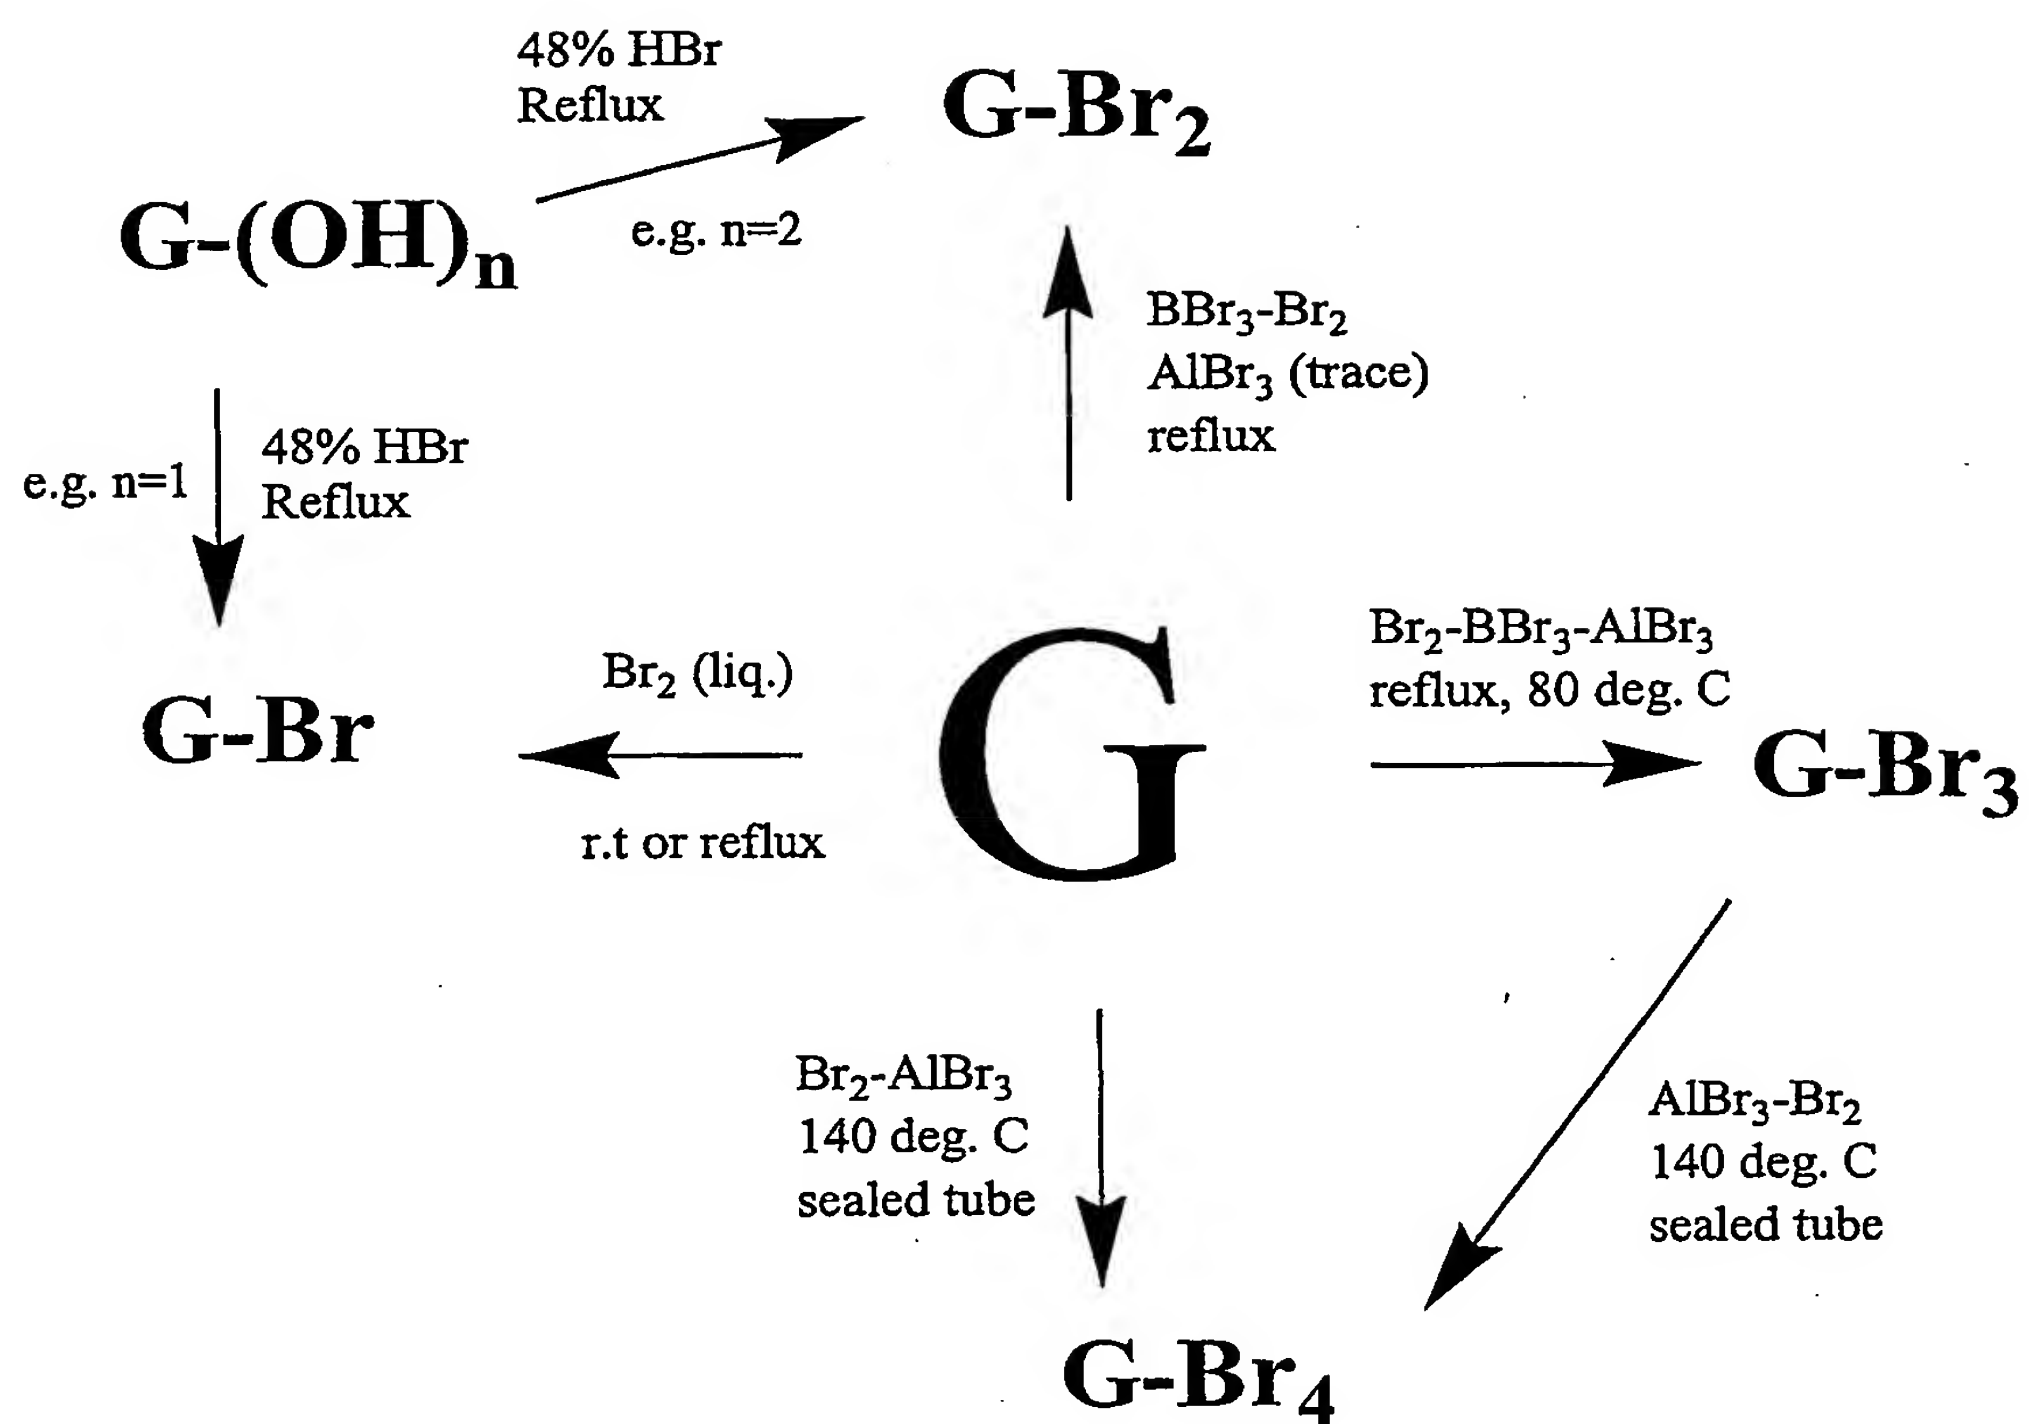 48% HBr
Reflux
G-Br₂
G-(OH)ₙ
e.g. n=2
BBr₃-Br₂
AlBr₃ (trace)
reflux
e.g. n=1
48% HBr
Reflux
G-Br
Br₂ (liq.)
r.t or reflux
G
Br₂-BBr₃-AlBr₃
reflux, 80 deg. C
G-Br₃
Br₂-AlBr₃
140 deg. C
sealed tube
AlBr₃-Br₂
140 deg. C
sealed tube
G-Br₄